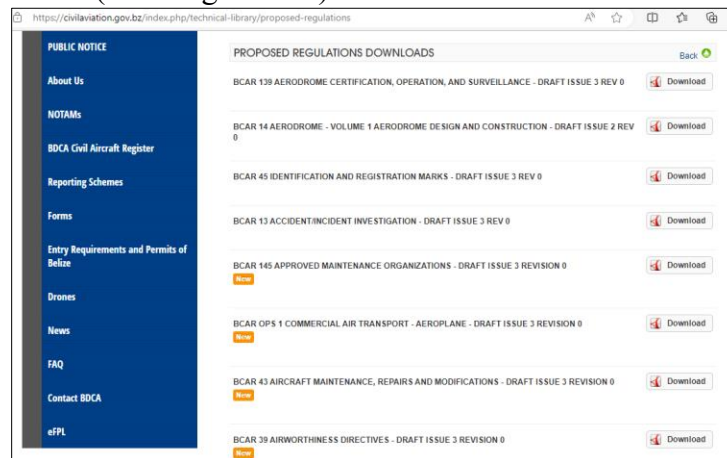 https://civilaviation.gov.bz/index.php/technical-library/proposed-regulations
PUBLIC NOTICE
About Us
NOTAMs
BDCA Civil Aircraft Register
Reporting Schemes
Forms
Entry Requirements and Permits of
Belize
Drones
News
FAQ
Contact BDCA
eFPL
PROPOSED REGULATIONS DOWNLOADS
Back
BCAR 139 AERODROME CERTIFICATION, OPERATION, AND SURVEILLANCE - DRAFT ISSUE 3 REV 0
Download
BCAR 14 AERODROME - VOLUME 1 AERODROME DESIGN AND CONSTRUCTION - DRAFT ISSUE 2 REV
0
Download
BCAR 45 IDENTIFICATION AND REGISTRATION MARKS - DRAFT ISSUE 3 REV 0
Download
BCAR 13 ACCIDENT/INCIDENT INVESTIGATION - DRAFT ISSUE 3 REV 0
Download
BCAR 145 APPROVED MAINTENANCE ORGANIZATIONS - DRAFT ISSUE 3 REVISION 0
New
Download
BCAR OPS 1 COMMERCIAL AIR TRANSPORT - AEROPLANE - DRAFT ISSUE 3 REVISION 0
New
Download
BCAR 43 AIRCRAFT MAINTENANCE, REPAIRS AND MODIFICATIONS - DRAFT ISSUE 3 REVISION 0
New
Download
BCAR 39 AIRWORTHINESS DIRECTIVES - DRAFT ISSUE 3 REVISION 0
New
Download